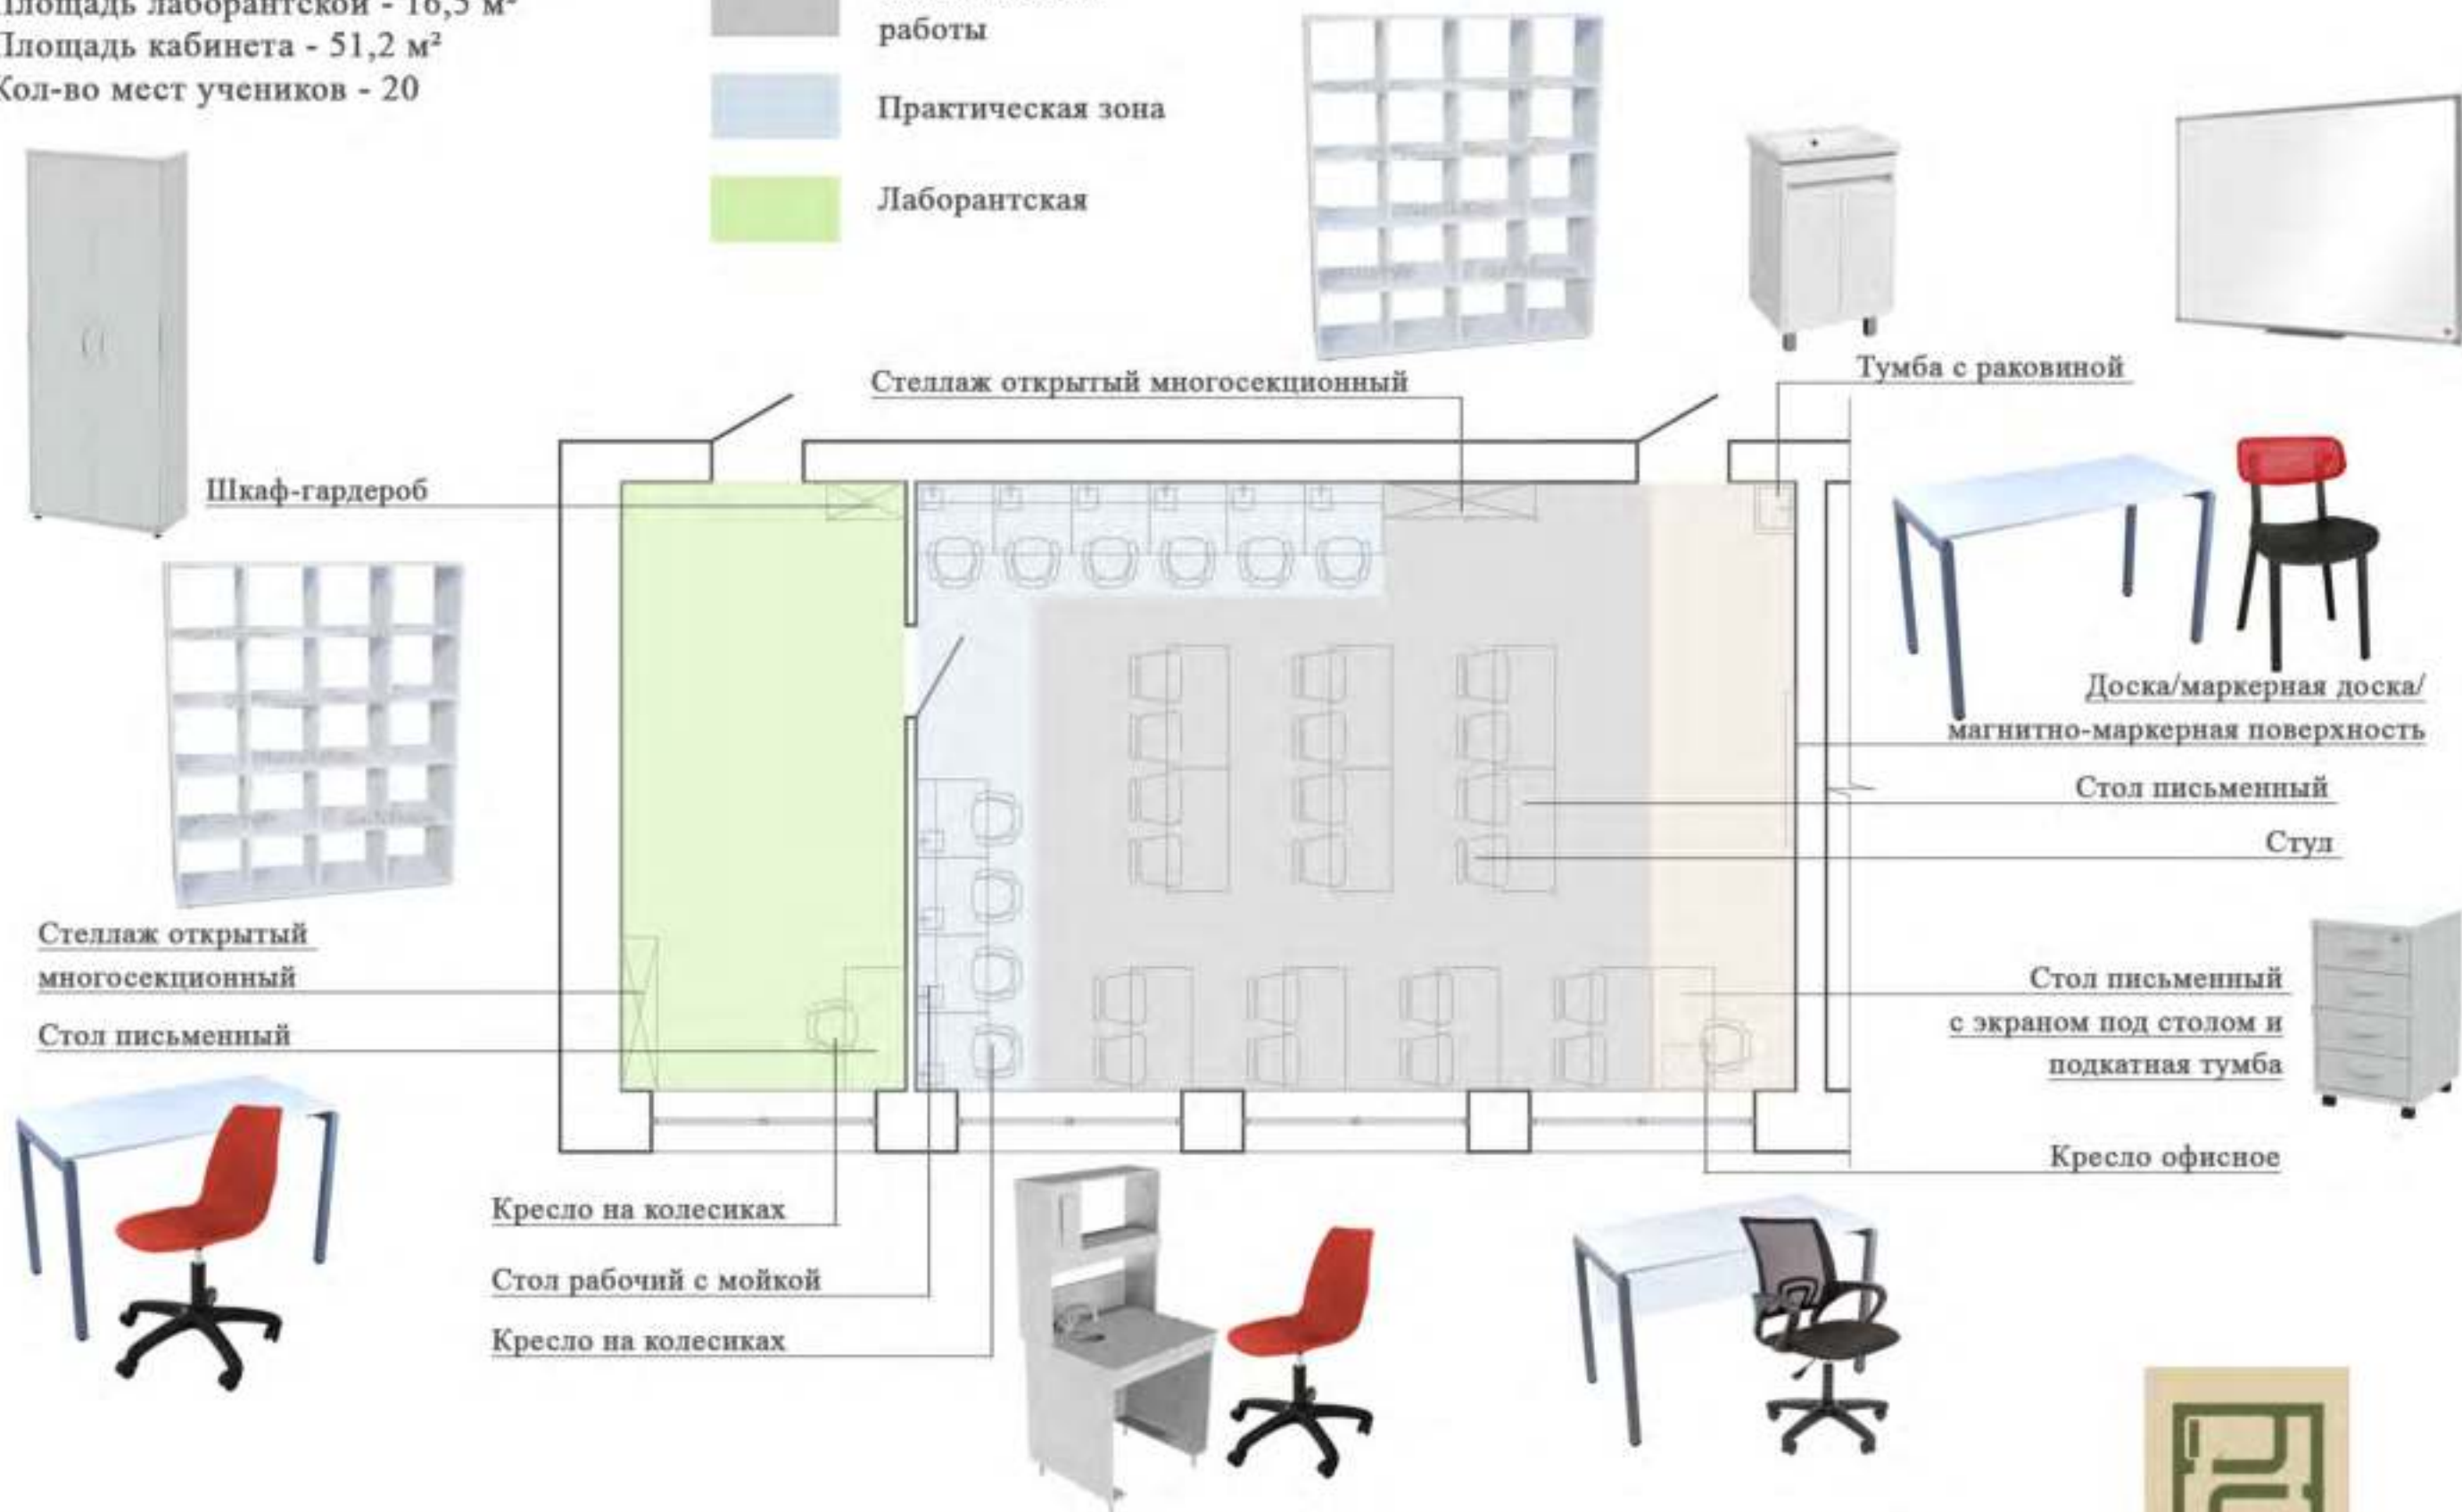 Площадь лаборантской - 16,5 м²
Площадь кабинета - 51,2 м²
Кол-во мест учеников - 20
работы
Практическая зона
Лаборантская
Стеллаж открытый многосекционный
Тумба с раковиной
Шкаф-гардероб
Доска/маркерная доска/
магнитно-маркерная поверхность
Стол письменный
Стул
Стеллаж открытый
многосекционный
Стол письменный
Стол письменный
с экраном под столом и
подкатная тумба
Кресло офисное
Кресло на колесиках
Стол рабочий с мойкой
Кресло на колесиках